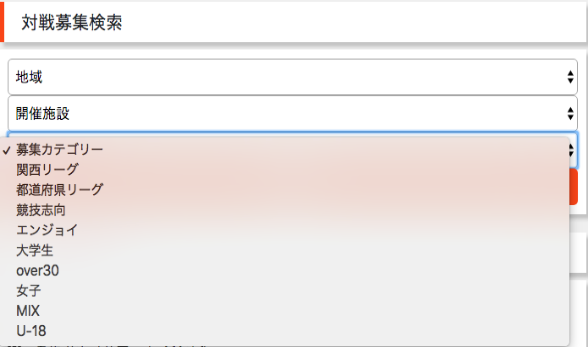 対戦募集検索
地域
開催施設
✓ 募集カテゴリー
関西リーグ
都道府県リーグ
競技志向
エンジョイ
大学生
over30
女子
MIX
U-18